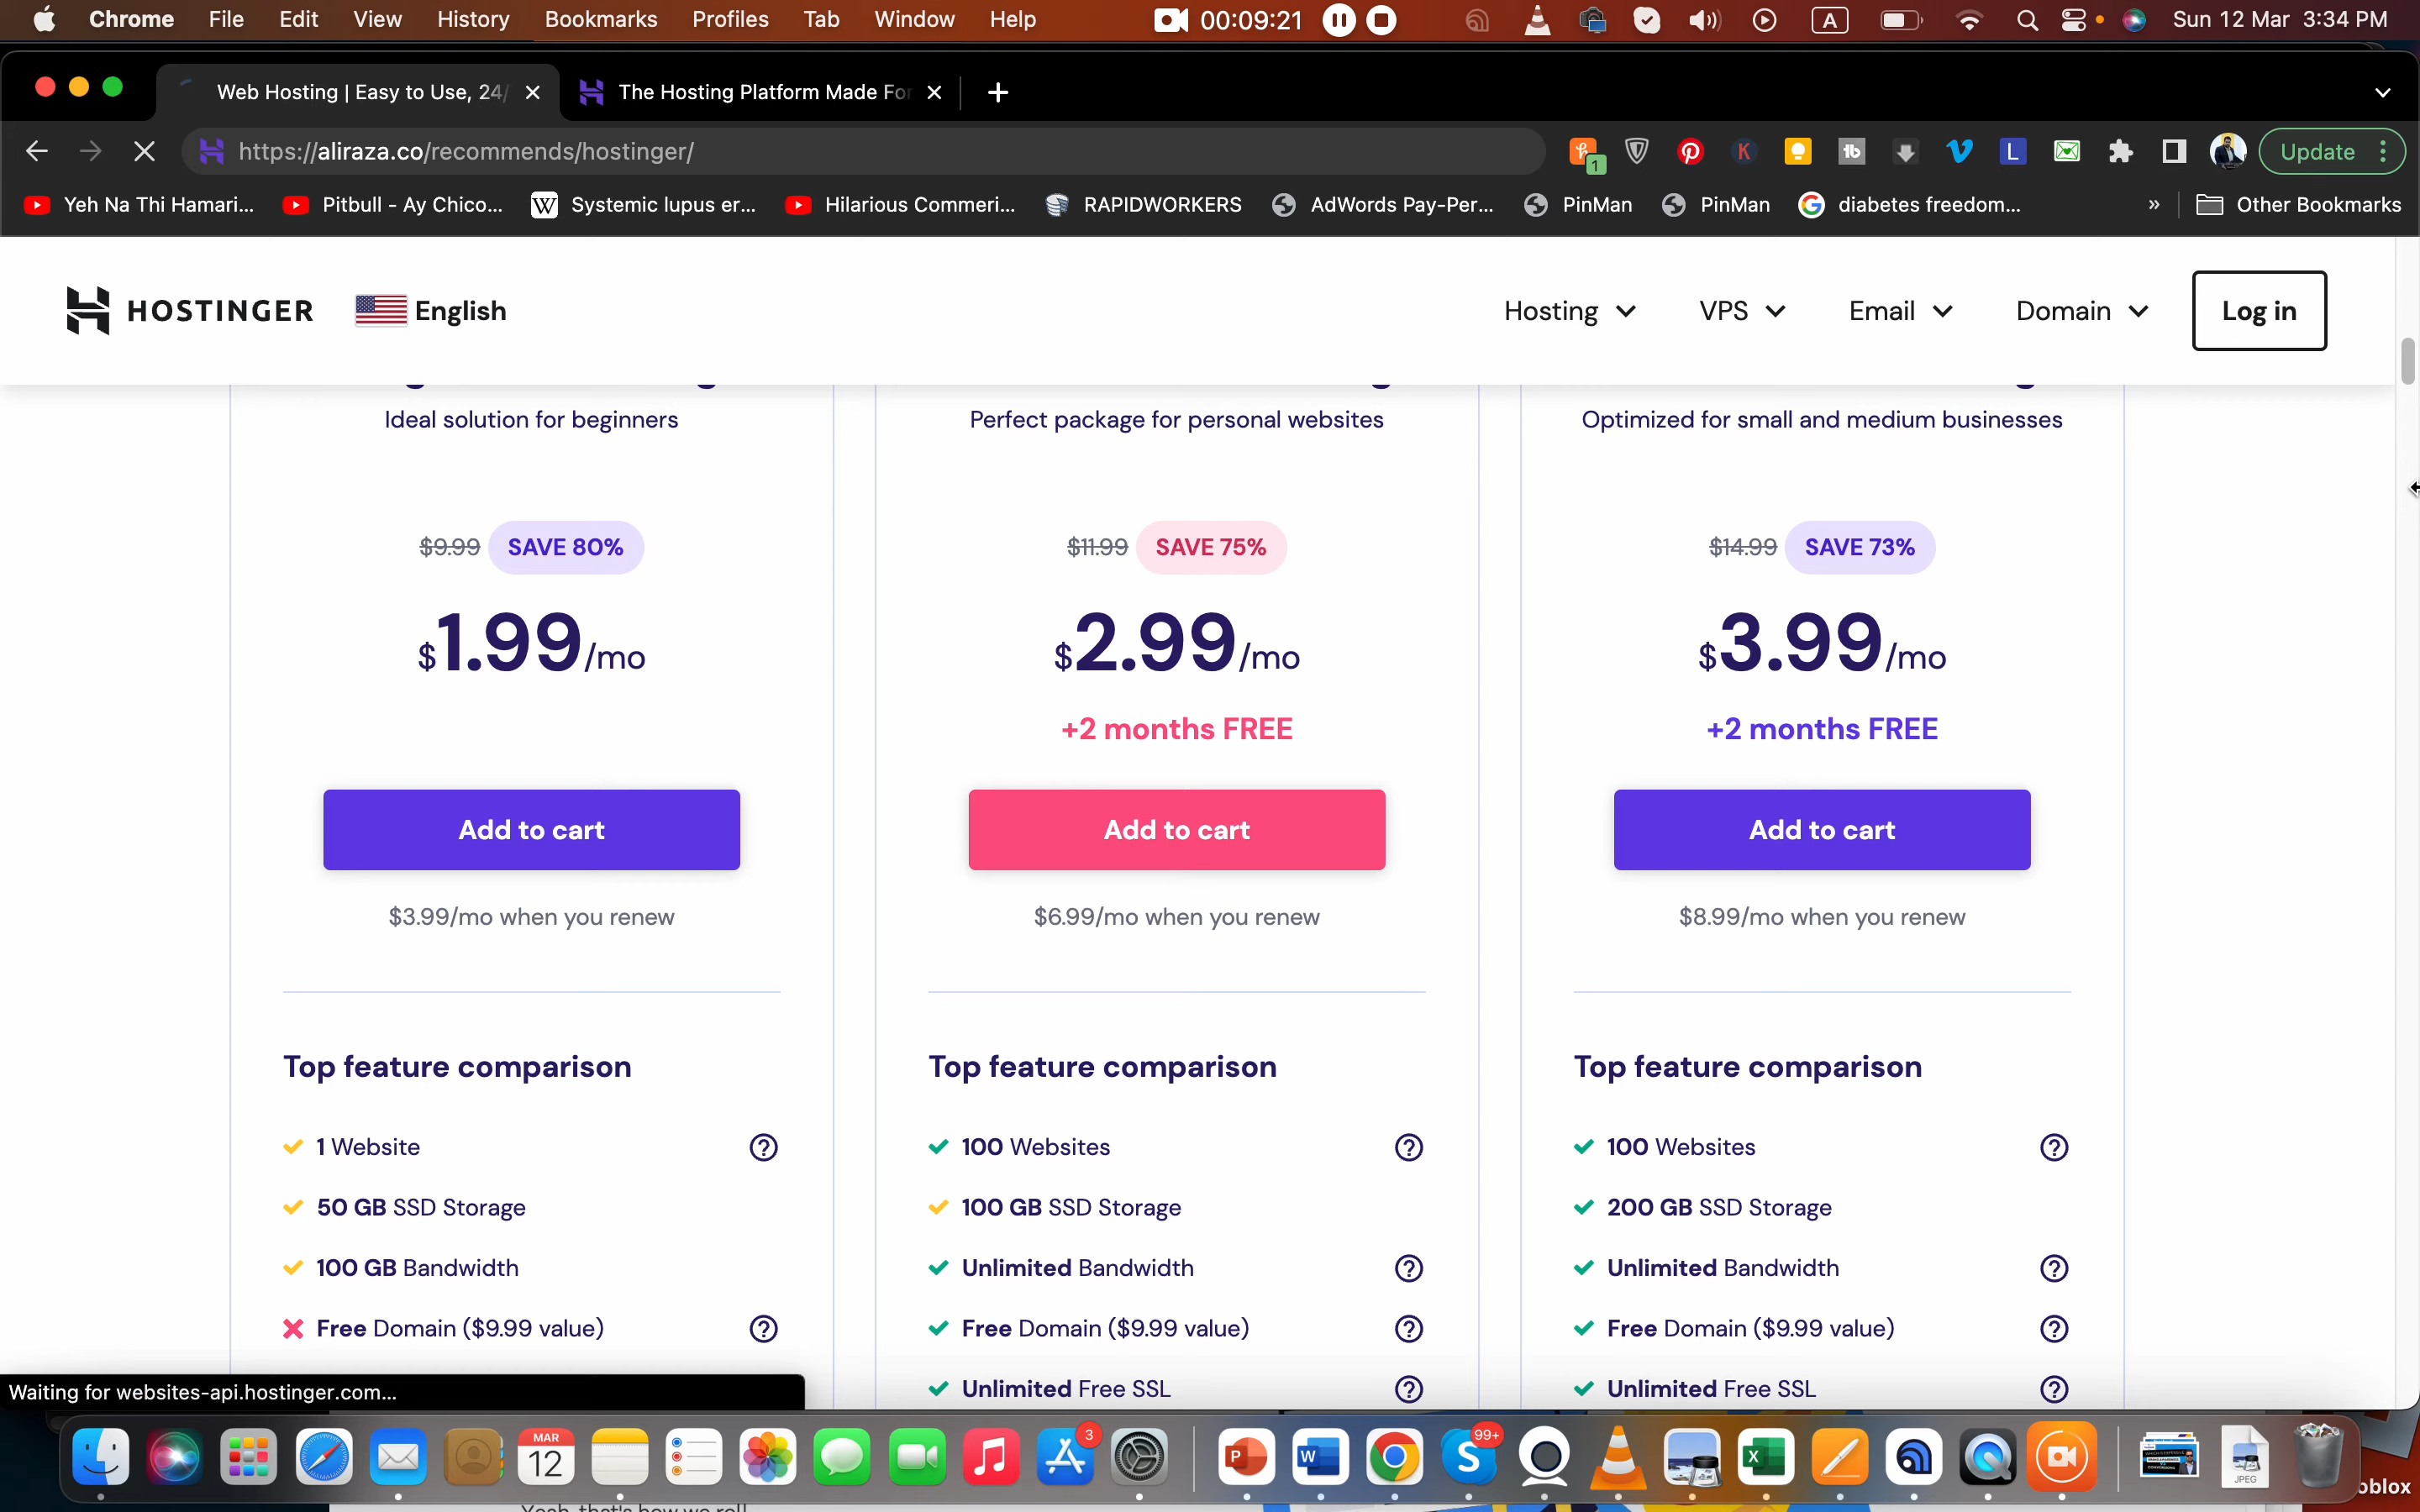 Chrome File Edit View History Bookmarks Profiles Tab Window Help 00:09:21 A Sun 12 Mar 3:34 PM
Web Hosting | Easy to Use, 24/ The Hosting Platform Made For
https://aliraza.co/recommends/hostinger/ 1 K tb L Update
Yeh Na Thi Hamari... Pitbull - Ay Chico... W Systemic lupus er... Hilarious Commeri... RAPIDWORKERS AdWords Pay-Per... PinMan PinMan diabetes freedom... » Other Bookmarks
HOSTINGER English Hosting VPS Email Domain Log in
Ideal solution for beginners Perfect package for personal websites Optimized for small and medium businesses
$9.99 SAVE 80% $11.99 SAVE 75% $14.99 SAVE 73%
$1.99/mo $2.99/mo $3.99/mo
+2 months FREE +2 months FREE
Add to cart Add to cart Add to cart
$3.99/mo when you renew $6.99/mo when you renew $8.99/mo when you renew
Top feature comparison Top feature comparison Top feature comparison
1 Website 100 Websites 100 Websites
50 GB SSD Storage 100 GB SSD Storage 200 GB SSD Storage
100 GB Bandwidth Unlimited Bandwidth Unlimited Bandwidth
Free Domain ($9.99 value) Free Domain ($9.99 value) Free Domain ($9.99 value)
Unlimited Free SSL Unlimited Free SSL
Waiting for websites-api.hostinger.com...
MAR 12 3 P W S 99+ X JPEG oblox